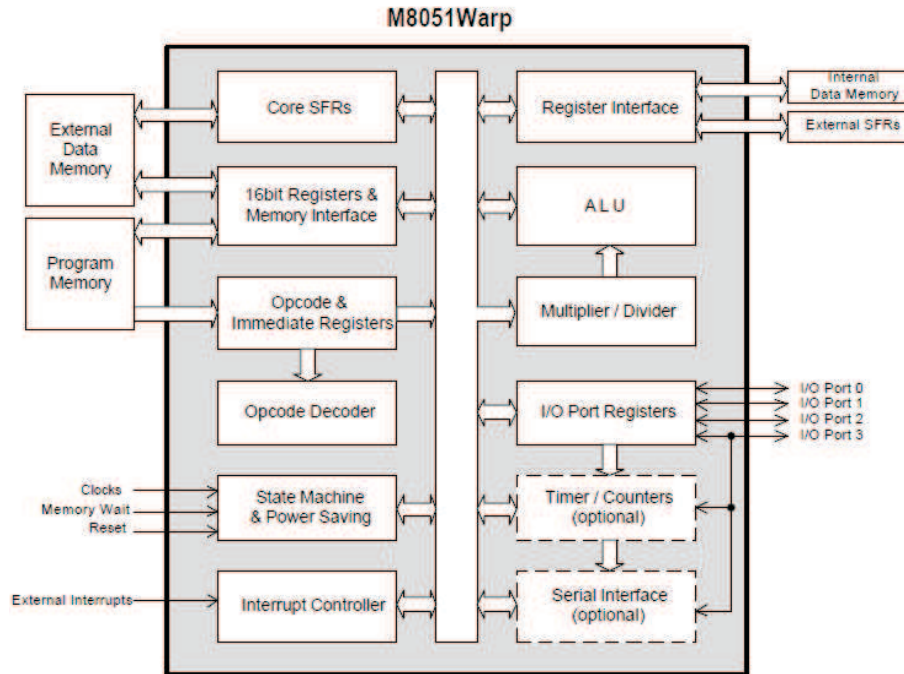 M8051Warp
External
Data
Memory
Program
Memory
Core SFRs
16bit Registers &
Memory Interface
Opcode &
Immediate Registers
Opcode Decoder
Clocks
Memory Wait
Reset
State Machine
& Power Saving
External Interrupts
Interrupt Controller
Register Interface
Internal
Data Memory
External SFRs
A L U
Multiplier / Divider
I/O Port Registers
I/O Port 0
I/O Port 1
I/O Port 2
I/O Port 3
Timer / Counters
(optional)
Serial Interface
(optional)